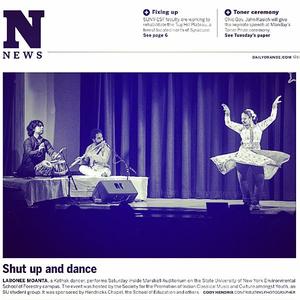 N
NEWS
Fixing up
SUNY-ESF faculty are working to
rehabilitate the Tug Hill Plateau, a
forest located north of Syracuse
See page 6
Toner ceremony
Ohio Gov. John Kasich will give
the keynote speech at Monday's
Toner Prize ceremony.
See Tuesday's paper
DAILYORANGE.COM
Shut up and dance
LABONEE MOHANTA, a Kathak dancer, performs Saturday inside Marshall Auditorium on the State University of New York Environmental
School of Forestry campus. The event was hosted by the Society for the Promotion of Indian Classical Music and Culture amongst Youth, an
SU student group. It was sponsored by Hendricks Chapel, the School of Education and others. CODY HENDRIX CONTRIBUTING PHOTOGRAPHER